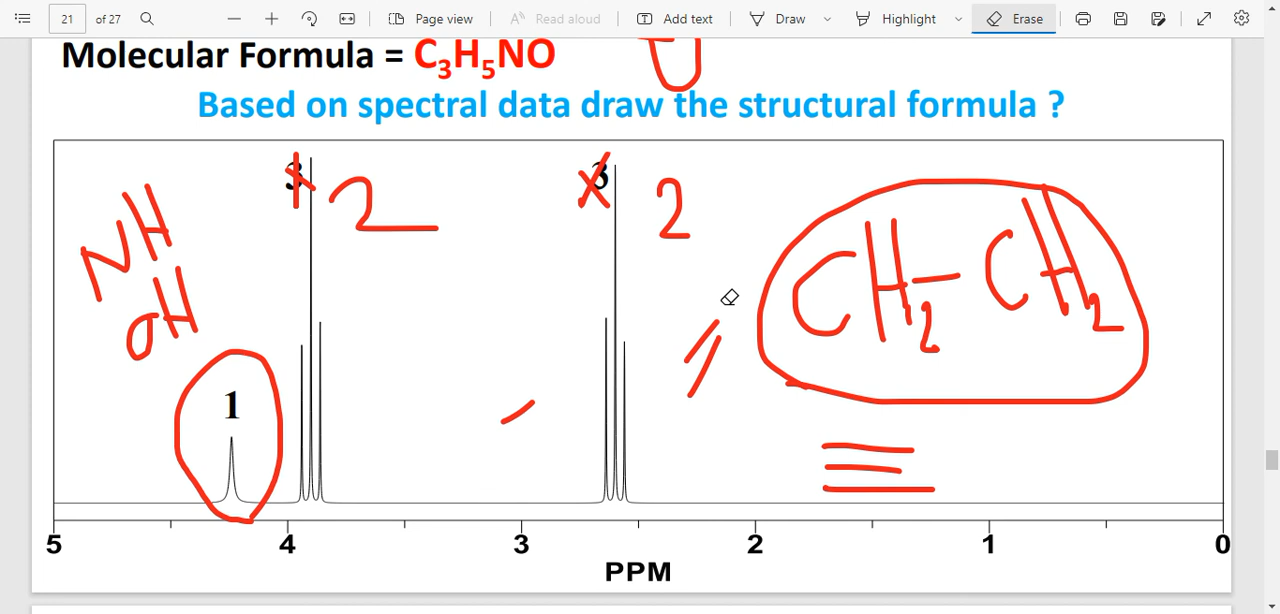 21 of 27 Page view Read aloud Add text Draw Highlight Erase
Molecular Formula = C₃H₅NO
Based on spectral data draw the structural formula ?
3 2 3 2
NH
OH
CH₂-CH₂
1
5 4 3 2 1 0
PPM